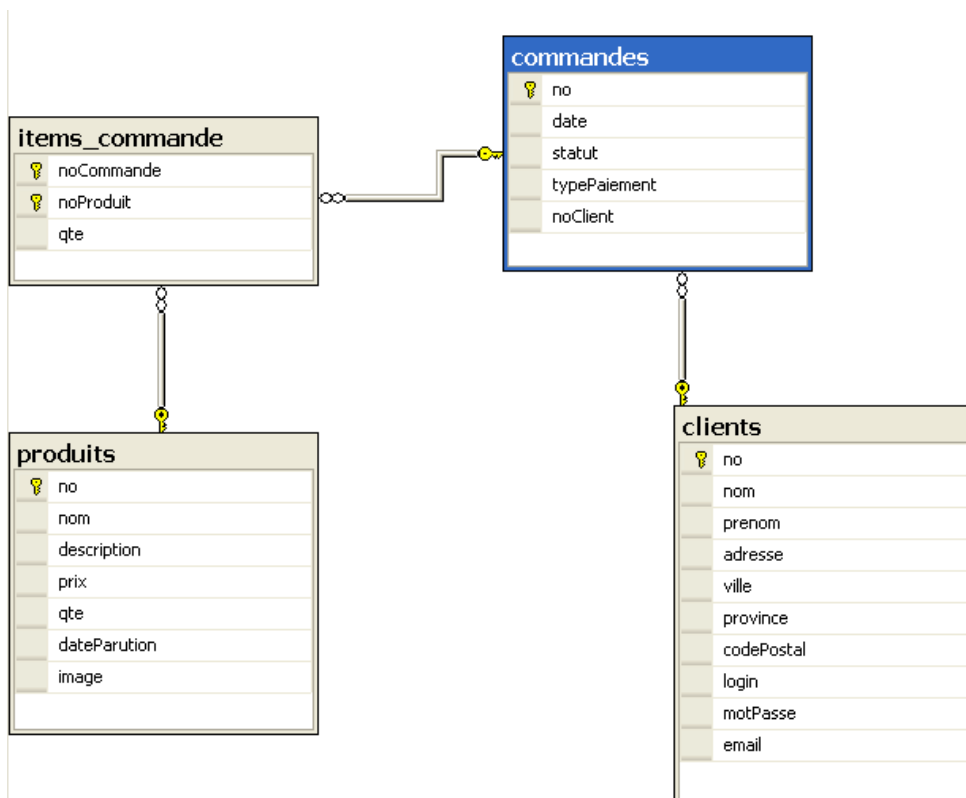 commandes
no
date
statut
typePaiement
noClient
items_commande
noCommande
noProduit
qte
produits
no
nom
description
prix
qte
dateParution
image
clients
no
nom
prenom
adresse
ville
province
codePostal
login
motPasse
email